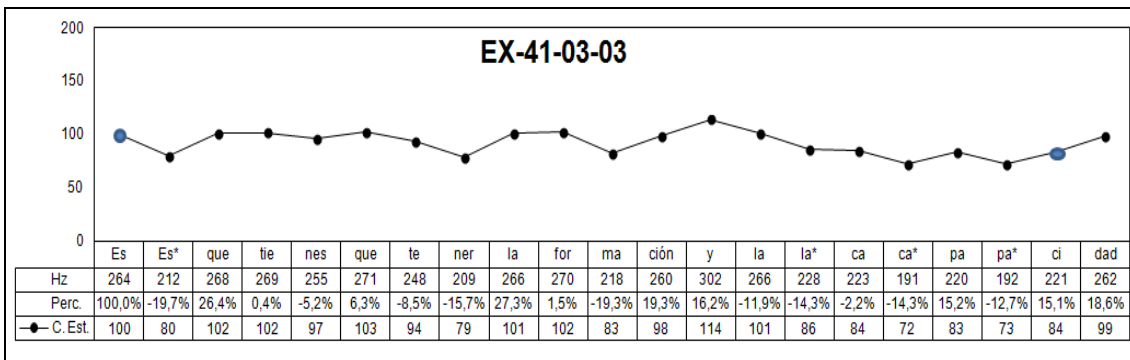 EX-41-03-03
200
150
100
50
0
Es Es* que tie nes que te ner la for ma ción y la la* ca ca* pa pa* ci dad
Hz 264 212 268 269 255 271 248 209 266 270 218 260 302 266 228 223 191 220 192 221 262
Perc. 100,0% -19,7% 26,4% 0,4% -5,2% 6,3% -8,5% -15,7% 27,3% 1,5% -19,3% 19,3% 16,2% -11,9% -14,3% -2,2% -14,3% 15,2% -12,7% 15,1% 18,6%
C. Est. 100 80 102 102 97 103 94 79 101 102 83 98 114 101 86 84 72 83 73 84 99